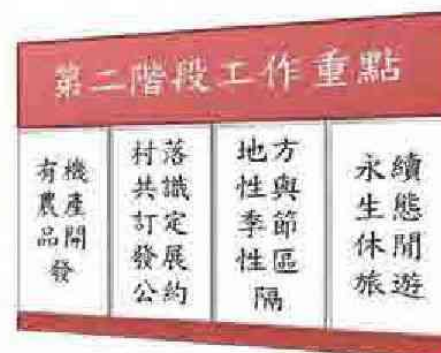 第二階段工作重點
有機
農產
品開
發
村落
共識
訂定
發展
公約
地方
性與
季節
性區
隔
永續
生態
休閒
旅遊